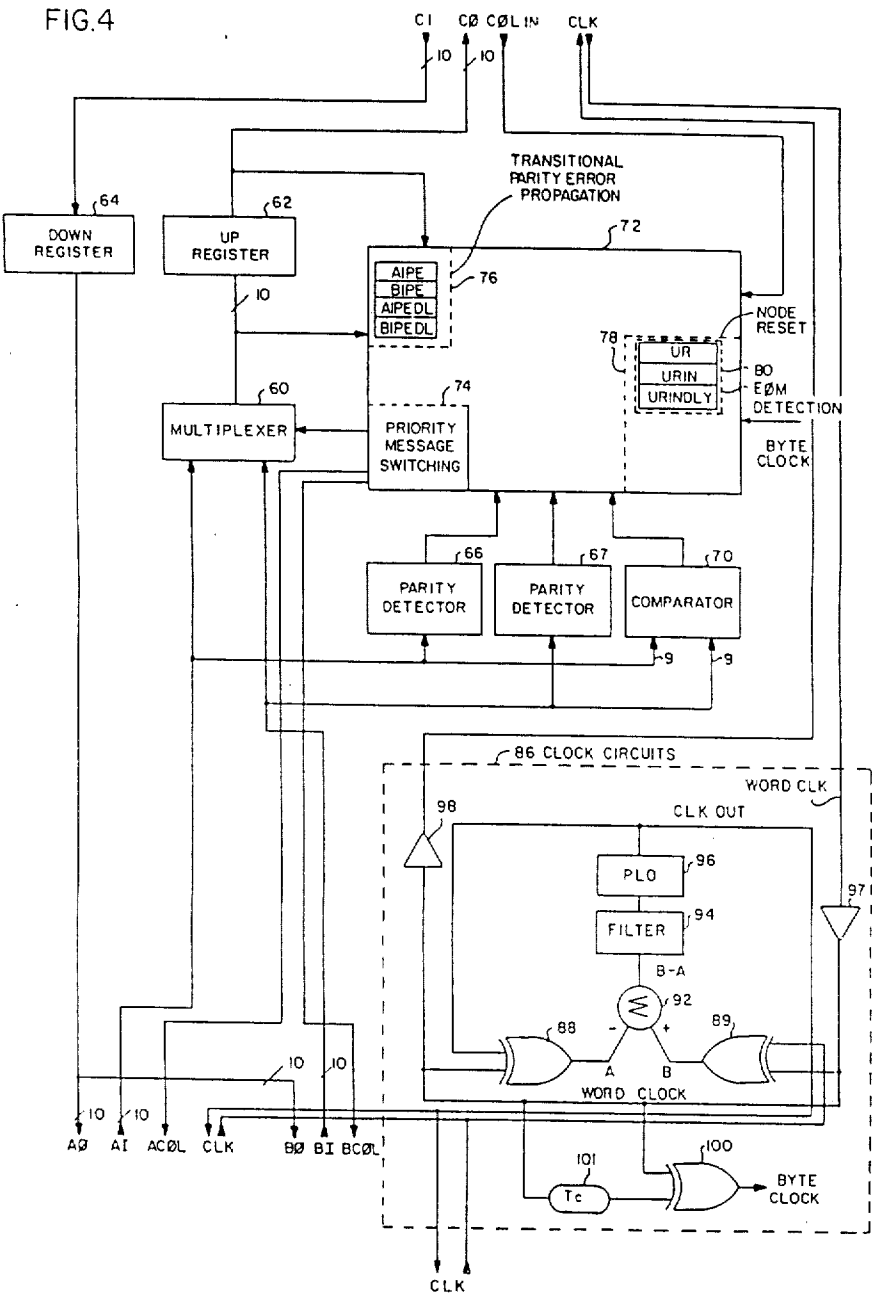 FIG.4
CI CØ CØLIN CLK
10 10
TRANSITIONAL
PARITY ERROR
PROPAGATION
64 62 72
DOWN
REGISTER
UP
REGISTER
AIPE
BIPE
AIPEDL
BIPEDL
76
10
NODE
RESET
78
UR
URIN
URINDLY
80
EØM
DETECTION
60
MULTIPLEXER
74
PRIORITY
MESSAGE
SWITCHING
BYTE
CLOCK
66 67 70
PARITY
DETECTOR
PARITY
DETECTOR
COMPARATOR
9 9
86 CLOCK CIRCUITS
WORD CLK
98
CLK OUT
PLO
96
97
FILTER
94
B-A
Σ
92
88 - + 89
A B
WORD CLOCK
10 10
10 10
AØ AI ACØL CLK BØ BI BCØL
100
101
Tc
BYTE
CLOCK
CLK